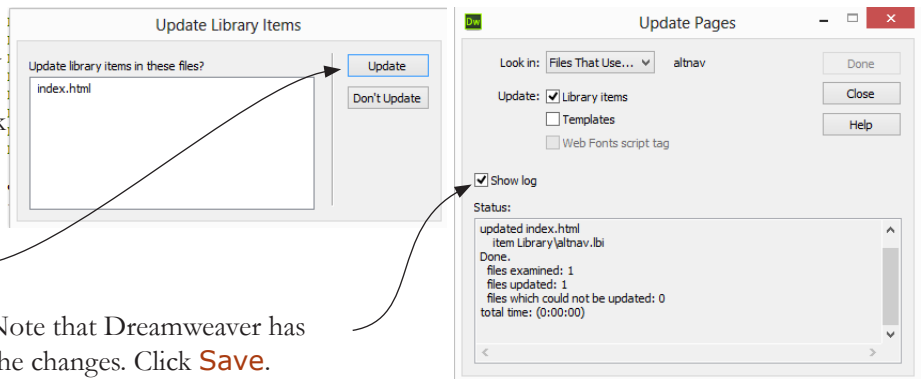 Update Library Items
Update library items in these files?
index.html
Update
Don't Update
Dw
Update Pages
Look in: Files That Use... altnav
Done
Update: Library items
Close
Templates
Help
Web Fonts script tag
Show log
Status:
updated index.html
item Library\altnav.lbi
Done.
files examined: 1
files updated: 1
files which could not be updated: 0
total time: (0:00:00)
Note that Dreamweaver has
the changes. Click Save.